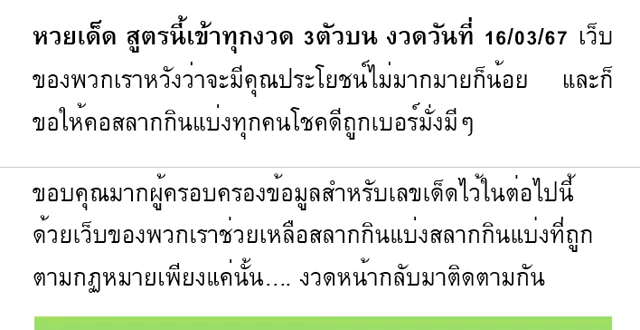 หวยเด็ด สูตรนี้เข้าทุกงวด 3ตัวบน งวดวันที่ 16/03/67 เว็บ
ของพวกเราหวังว่าจะมีคุณประโยชน์ไม่มากมายก็น้อย และก็
ขอให้คอสลากกินแบ่งทุกคนโชคดีถูกเบอร์มั่งมีๆ
ขอบคุณมากผู้ครอบครองข้อมูลสำหรับเลขเด็ดไว้ในต่อไปนี้
ด้วยเว็บของพวกเราช่วยเหลือสลากกินแบ่งสลากกินแบ่งที่ถูก
ตามกฏหมายเพียงแค่นั้น.... งวดหน้ากลับมาติดตามกัน